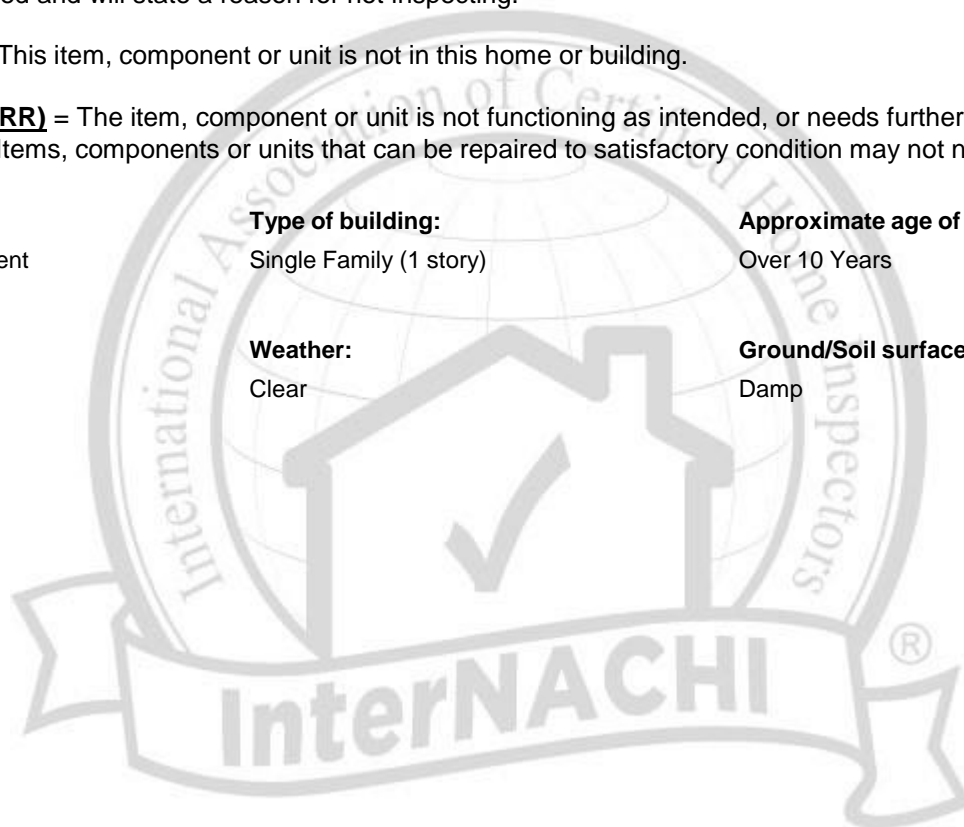 ed and will state a reason for not inspecting.
This item, component or unit is not in this home or building.
RR) = The item, component or unit is not functioning as intended, or needs further
Items, components or units that can be repaired to satisfactory condition may not n
Type of building: Approximate age of
ent Single Family (1 story) Over 10 Years
Weather: Ground/Soil surface
Clear Damp
International Association of Certified Home Inspectors
InterNACHI ®